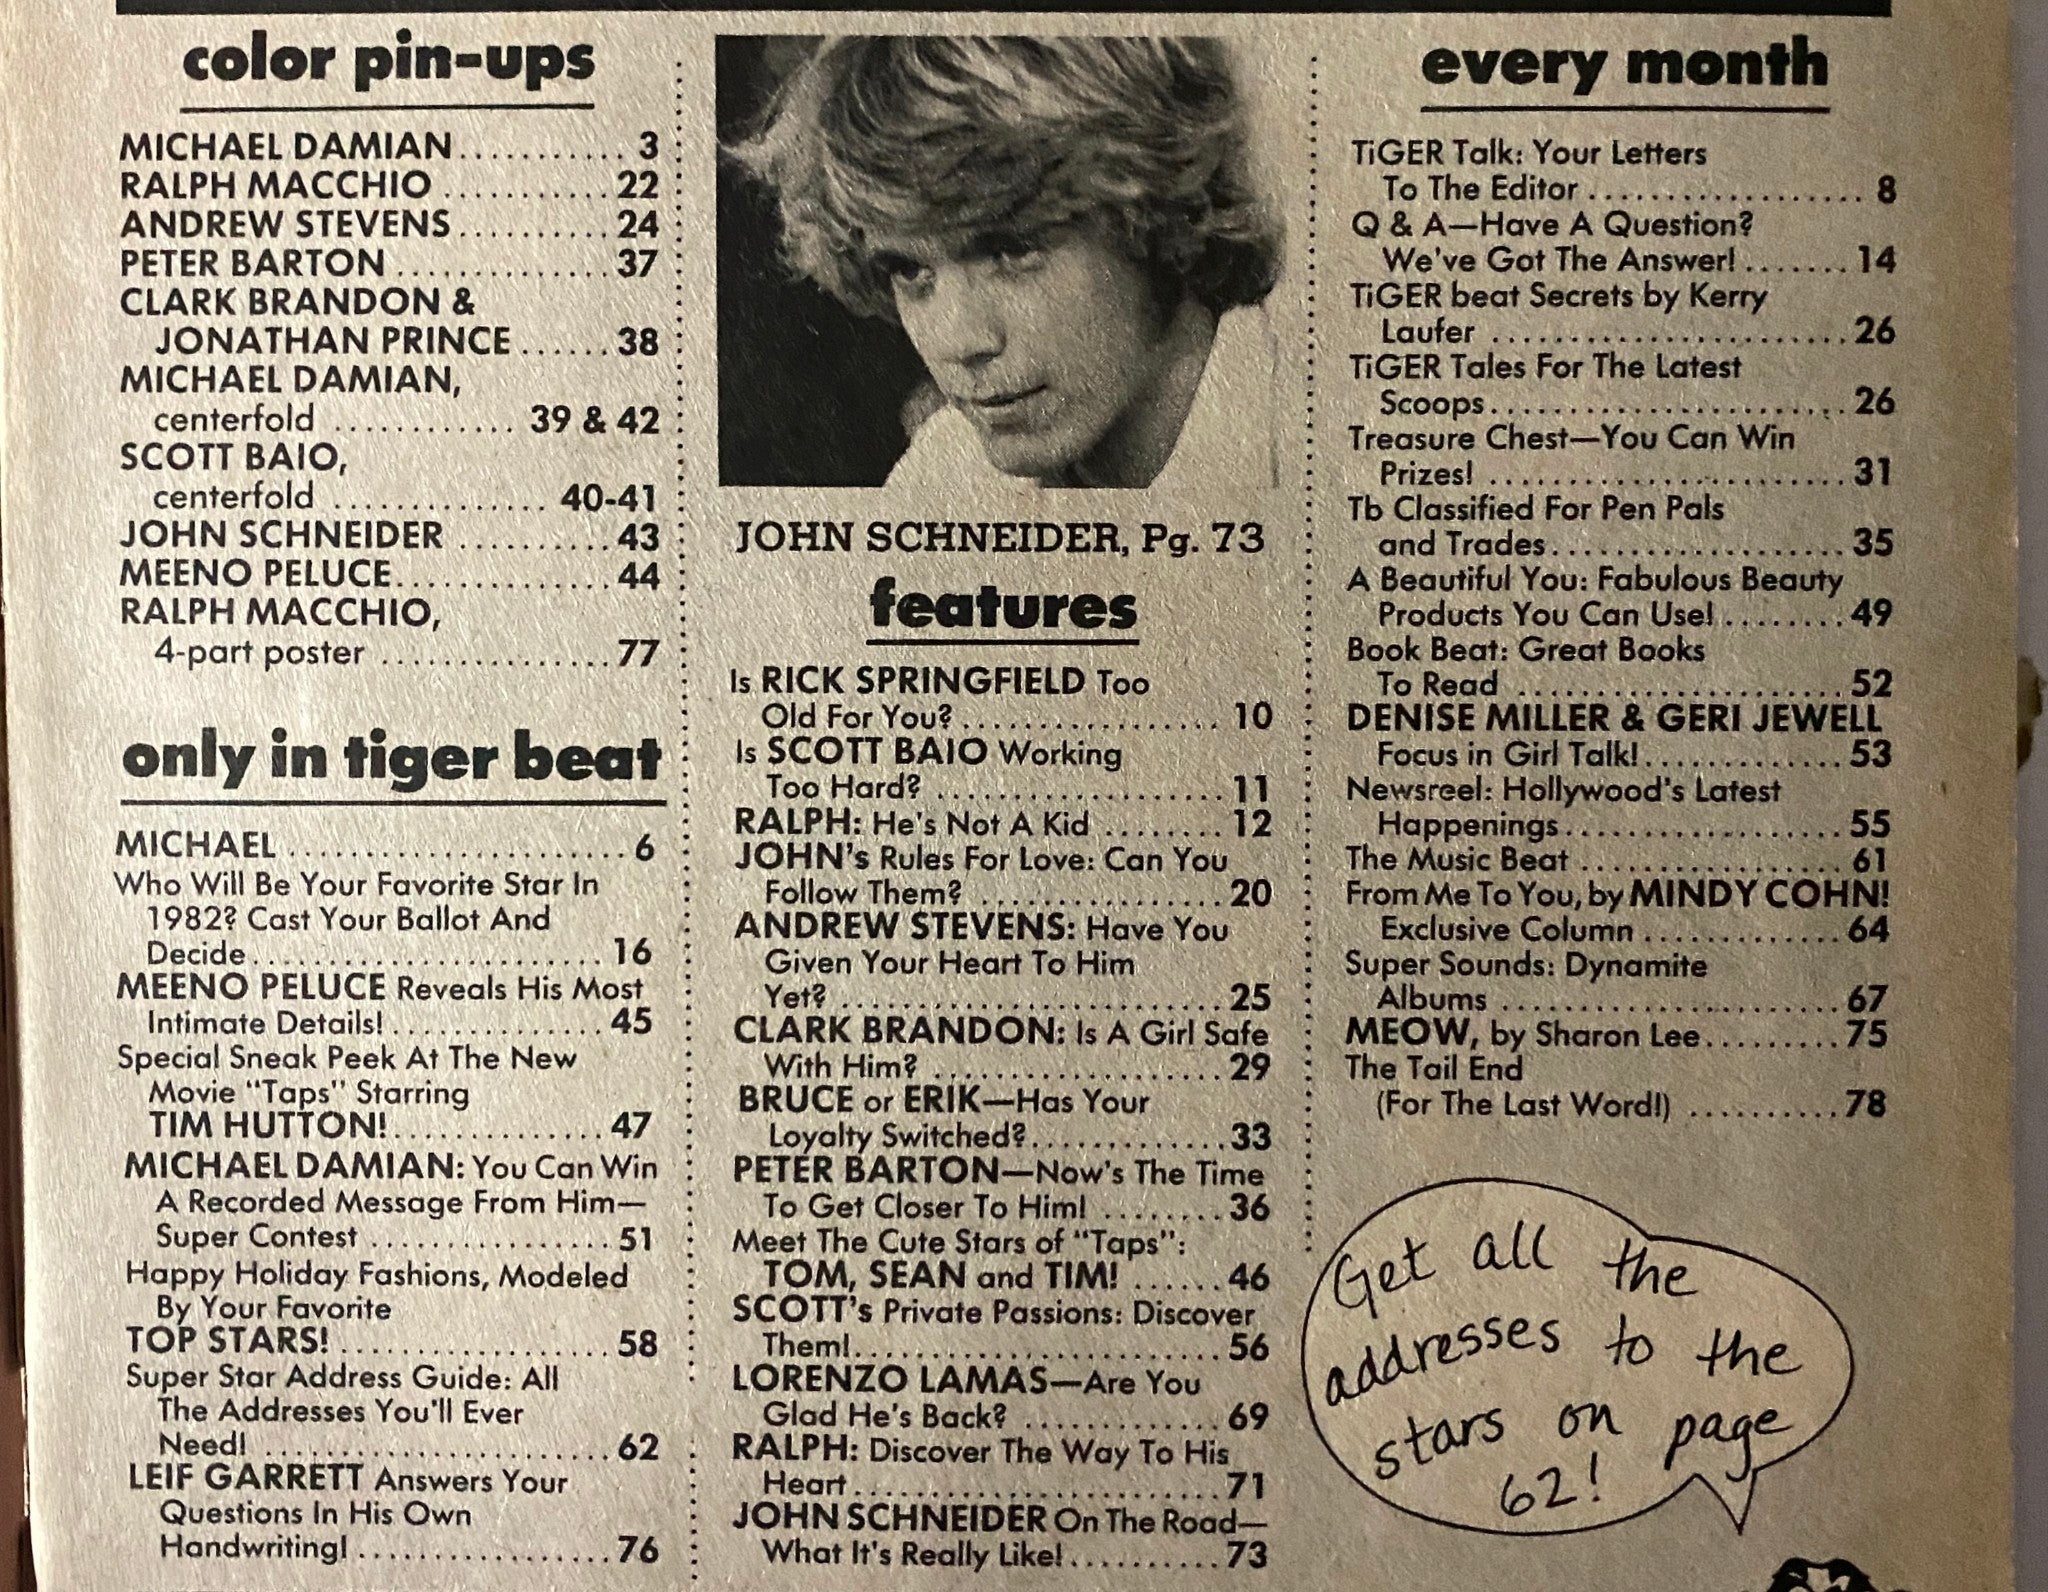 color pin-ups
MICHAEL DAMIAN............3
RALPH MACCHIO...........22
ANDREW STEVENS..........24
PETER BARTON..............37
CLARK BRANDON &
JONATHAN PRINCE......38
MICHAEL DAMIAN,
centerfold ............ 39 & 42
SCOTT BAIO,
centerfold .............. 40-41
JOHN SCHNEIDER ..........43
MEENO PELUCE..............44
RALPH MACCHIO,
4-part poster ...............77
only in tiger beat
MICHAEL .......................6
Who Will Be Your Favorite Star In
1982? Cast Your Ballot And
Decide........................16
MEENO PELUCE Reveals His Most
Intimate Details!...............45
Special Sneak Peek At The New
Movie "Taps" Starring
TIM HUTTON!...............47
MICHAEL DAMIAN: You Can Win
A Recorded Message From Him—
Super Contest .................51
Happy Holiday Fashions, Modeled
By Your Favorite
TOP STARS!...................58
Super Star Address Guide: All
The Addresses You'll Ever
Need! ........................62
LEIF GARRETT Answers Your
Questions In His Own
Handwriting!..................76
JOHN SCHNEIDER, Pg. 73
features
Is RICK SPRINGFIELD Too
Old For You?..................10
Is SCOTT BAIO Working
Too Hard? ....................11
RALPH: He's Not A Kid ........12
JOHN's Rules For Love: Can You
Follow Them? .................20
ANDREW STEVENS: Have You
Given Your Heart To Him
Yet? ...........................25
CLARK BRANDON: Is A Girl Safe
With Him? ....................29
BRUCE or ERIK—Has Your
Loyalty Switched?..............33
PETER BARTON—Now's The Time
To Get Closer To Him! ........36
Meet The Cute Stars of "Taps":
TOM, SEAN and TIM! ......46
SCOTT's Private Passions: Discover
Them!..........................56
LORENZO LAMAS—Are You
Glad He's Back? ..............69
RALPH: Discover The Way To His
Heart..........................71
JOHN SCHNEIDER On The Road—
What It's Really Like!...........73
every month
TiGER Talk: Your Letters
To The Editor..................8
Q & A—Have A Question?
We've Got The Answer!.......14
TiGER beat Secrets by Kerry
Laufer .......................26
TiGER Tales For The Latest
Scoops........................26
Treasure Chest—You Can Win
Prizes! .......................31
Tb Classified For Pen Pals
and Trades....................35
A Beautiful You: Fabulous Beauty
Products You Can Use!........49
Book Beat: Great Books
To Read ......................52
DENISE MILLER & GERI JEWELL
Focus in Girl Talk!.............53
Newsreel: Hollywood's Latest
Happenings...................55
The Music Beat ................61
From Me To You, by MINDY COHN!
Exclusive Column .............64
Super Sounds: Dynamite
Albums .......................67
MEOW, by Sharon Lee.........75
The Tail End
(For The Last Word!) ..........78
Get all the
addresses to the
stars on page
62!